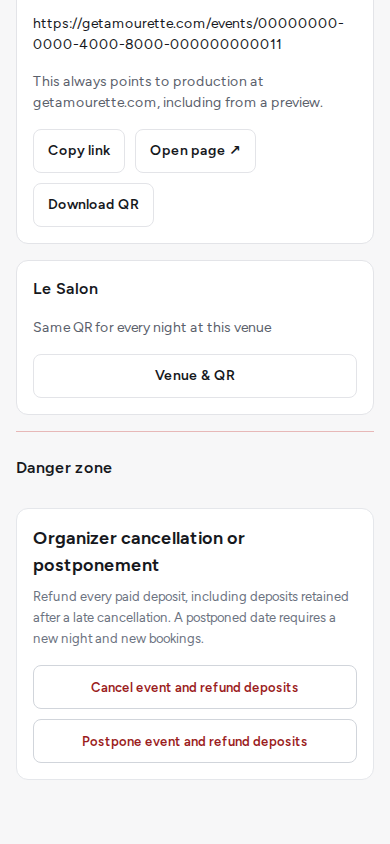 https://getamourette.com/events/00000000-
0000-4000-8000-000000000011
This always points to production at
getamourette.com, including from a preview.
Copy link
Open page ↗
Download QR
Le Salon
Same QR for every night at this venue
Venue & QR
Danger zone
Organizer cancellation or
postponement
Refund every paid deposit, including deposits retained
after a late cancellation. A postponed date requires a
new night and new bookings.
Cancel event and refund deposits
Postpone event and refund deposits